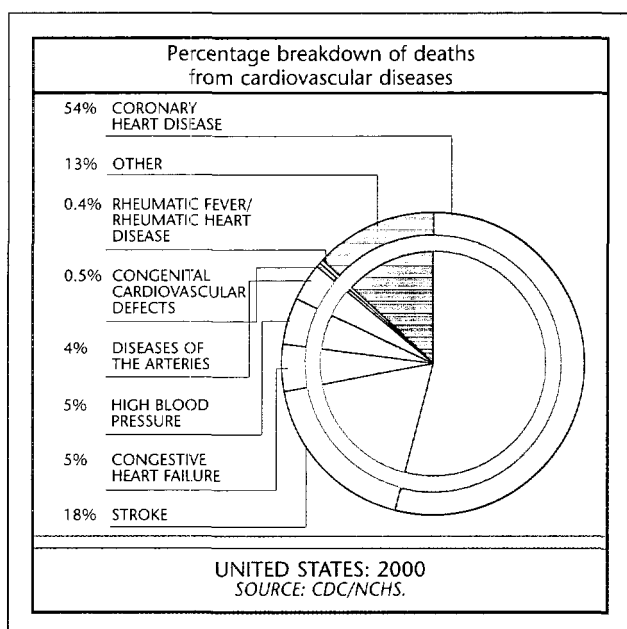 Percentage breakdown of deaths
from cardiovascular diseases
54% CORONARY
HEART DISEASE
13% OTHER
0.4% RHEUMATIC FEVER/
RHEUMATIC HEART
DISEASE
0.5% CONGENITAL
CARDIOVASCULAR
DEFECTS
4% DISEASES OF
THE ARTERIES
5% HIGH BLOOD
PRESSURE
5% CONGESTIVE
HEART FAILURE
18% STROKE
UNITED STATES: 2000
SOURCE: CDC/NCHS.